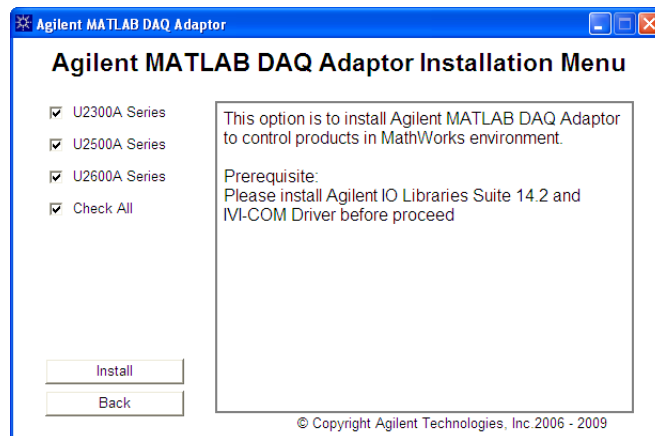 Agilent MATLAB DAQ Adaptor
Agilent MATLAB DAQ Adaptor Installation Menu
U2300A Series
U2500A Series
U2600A Series
Check All
This option is to install Agilent MATLAB DAQ Adaptor
to control products in MathWorks environment.
Prerequisite:
Please install Agilent IO Libraries Suite 14.2 and
IVI-COM Driver before proceed
Install
Back
© Copyright Agilent Technologies, Inc.2006 - 2009